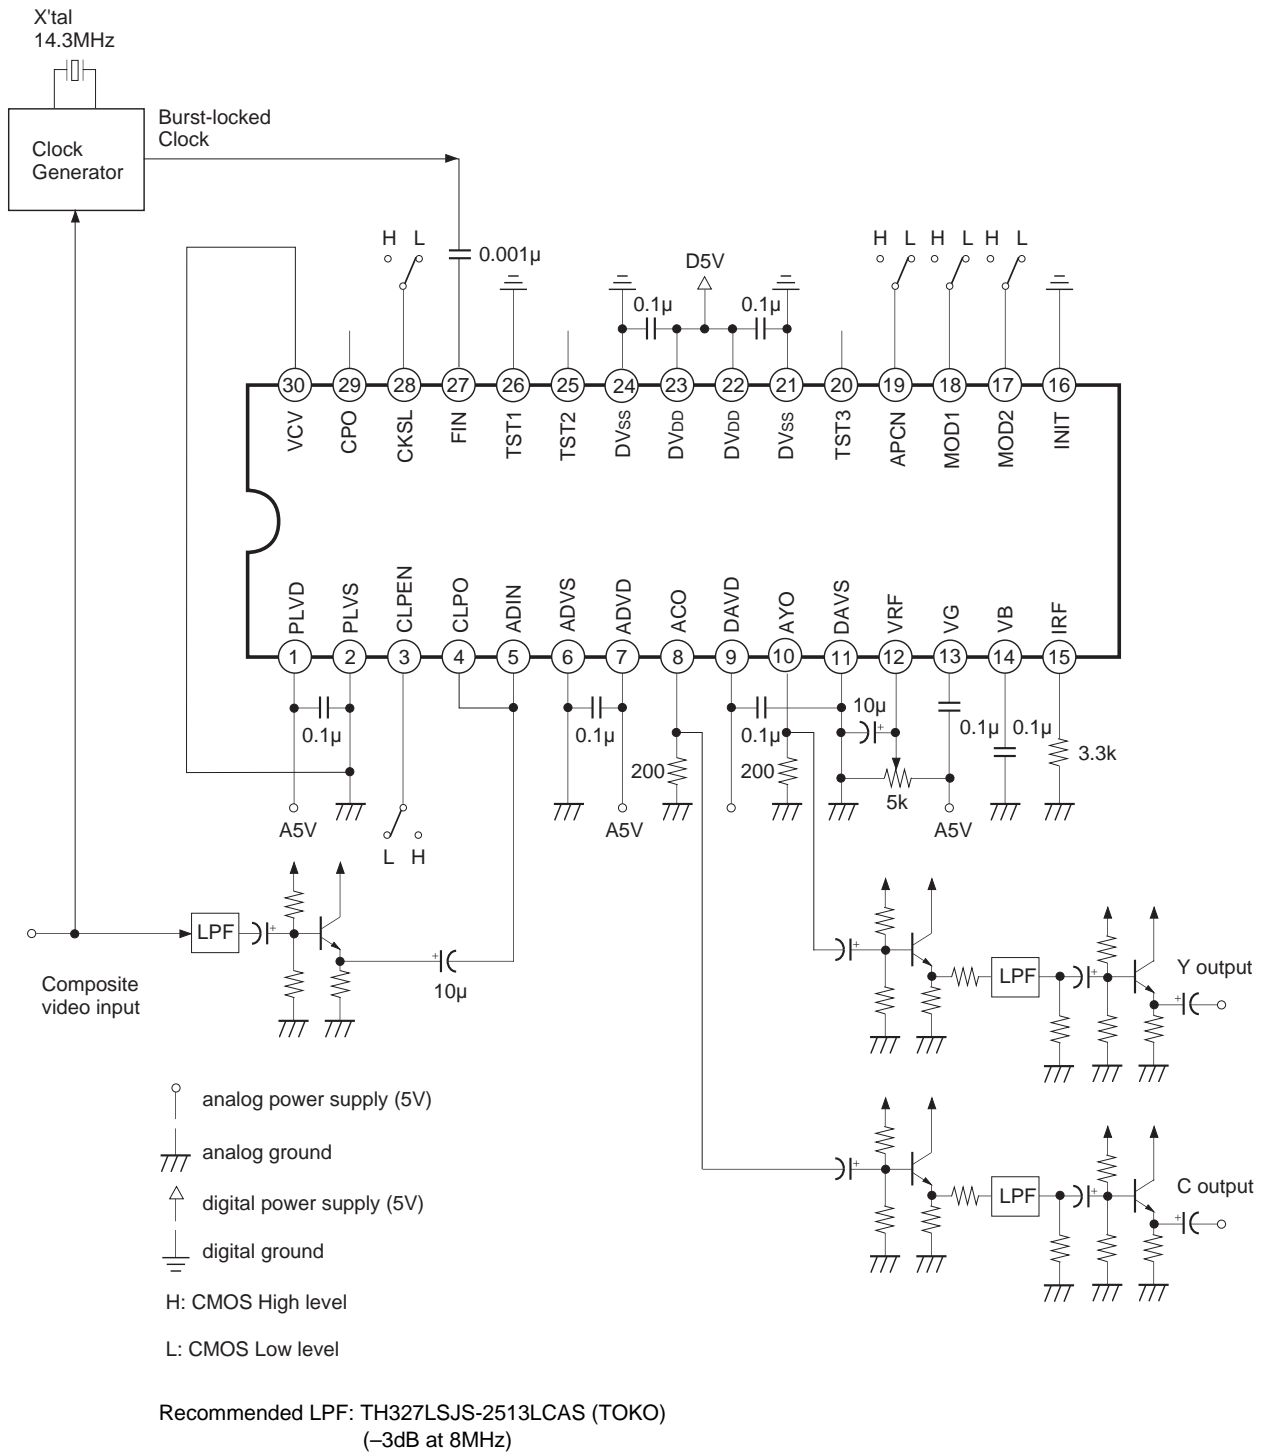 X'tal
14.3MHz
Burst-locked
Clock
Clock
Generator
H L
0.001µ
D5V
0.1µ
0.1µ
H L H L H L
30 29 28 27 26 25 24 23 22 21 20 19 18 17 16
VCV CPO CKSL FIN TST1 TST2 DVSS DVDD DVDD DVSS TST3 APCN MOD1 MOD2 INIT
PLVD PLVS CLPEN CLPO ADIN ADVS ADVD ACO DAVD AYO DAVS VRF VG VB IRF
1 2 3 4 5 6 7 8 9 10 11 12 13 14 15
0.1µ
0.1µ
0.1µ
10µ
0.1µ
0.1µ
3.3k
200
200
5k
A5V
A5V
A5V
L H
LPF
+
+
10µ
Composite
video input
+
LPF
+
+
Y output
+
LPF
+
+
C output
analog power supply (5V)
analog ground
digital power supply (5V)
digital ground
H: CMOS High level
L: CMOS Low level
Recommended LPF: TH327LSJS-2513LCAS (TOKO)
(–3dB at 8MHz)